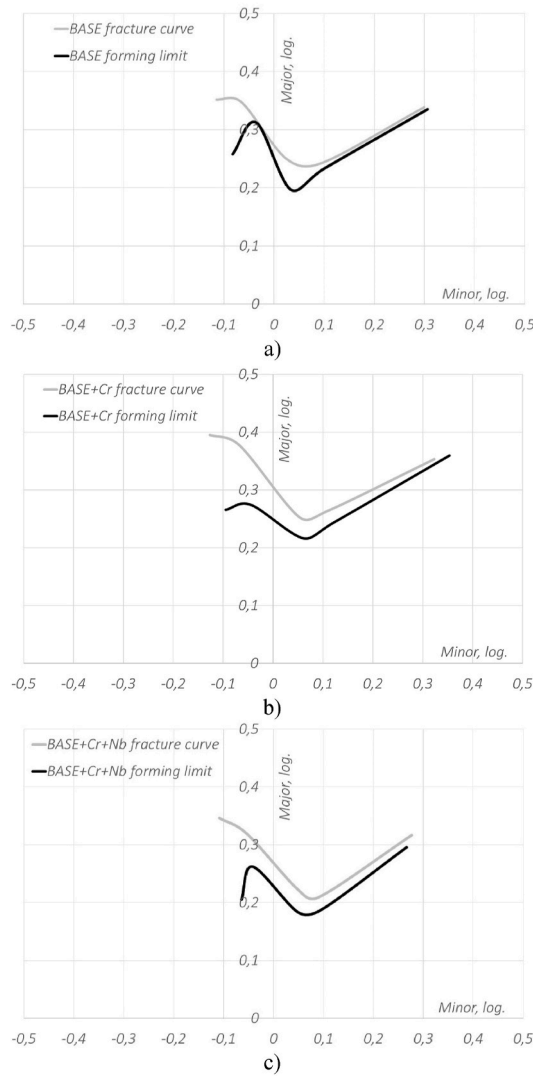 0,5
BASE fracture curve
BASE forming limit
Major, log.
0,4
0,3
0,2
0,1
0
Minor, log.
-0,5 -0,4 -0,3 -0,2 -0,1 0 0,1 0,2 0,3 0,4 0,5
a)
0,5
BASE+Cr fracture curve
BASE+Cr forming limit
Major, log.
0,4
0,3
0,2
0,1
0
Minor, log.
-0,5 -0,4 -0,3 -0,2 -0,1 0 0,1 0,2 0,3 0,4 0,5
b)
0,5
BASE+Cr+Nb fracture curve
BASE+Cr+Nb forming limit
Major, log.
0,4
0,3
0,2
0,1
0
Minor, log.
-0,5 -0,4 -0,3 -0,2 -0,1 0 0,1 0,2 0,3 0,4 0,5
c)